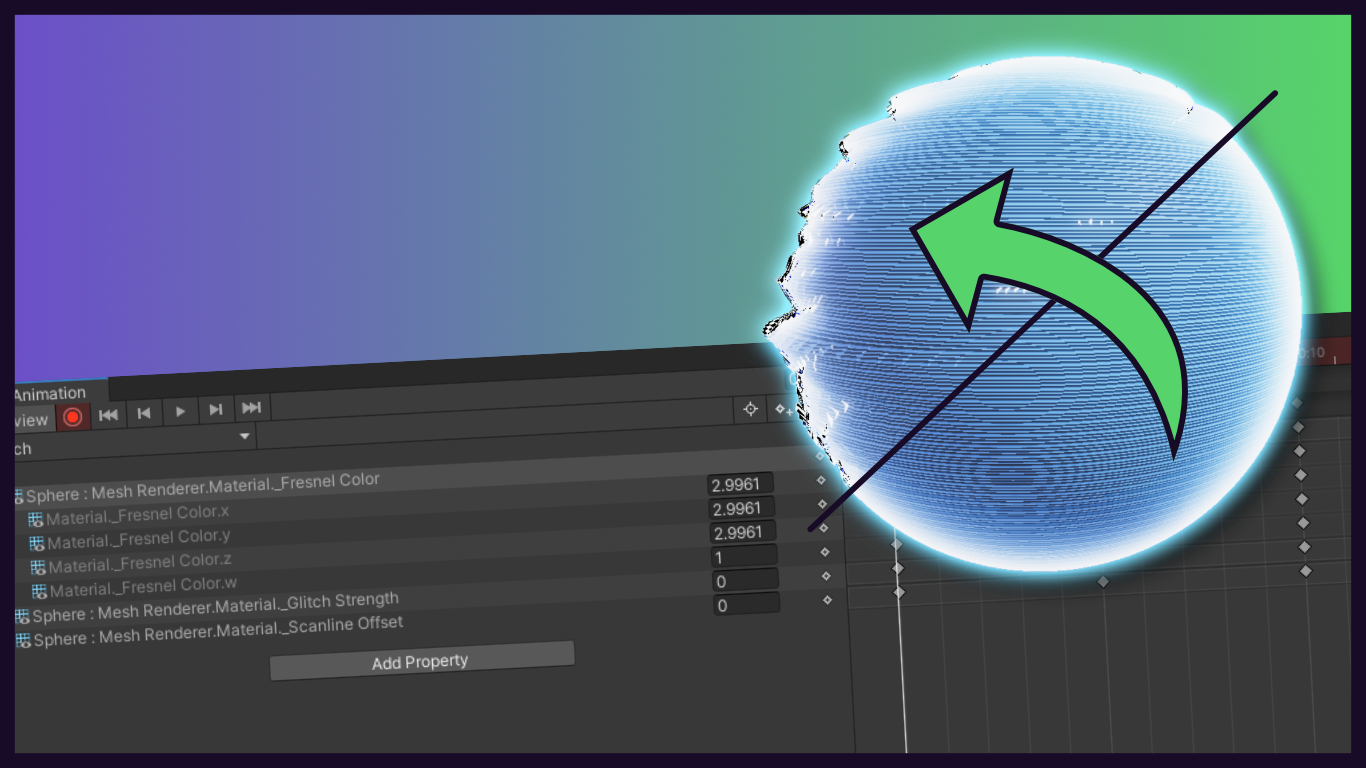 Animation
view
ch
Sphere : Mesh Renderer.Material._Fresnel Color
Material._Fresnel Color.x 2.9961
Material._Fresnel Color.y 2.9961
Material._Fresnel Color.z 2.9961
Material._Fresnel Color.w 1
Sphere : Mesh Renderer.Material._Glitch Strength 0
Sphere : Mesh Renderer.Material._Scanline Offset 0
Add Property
0:10